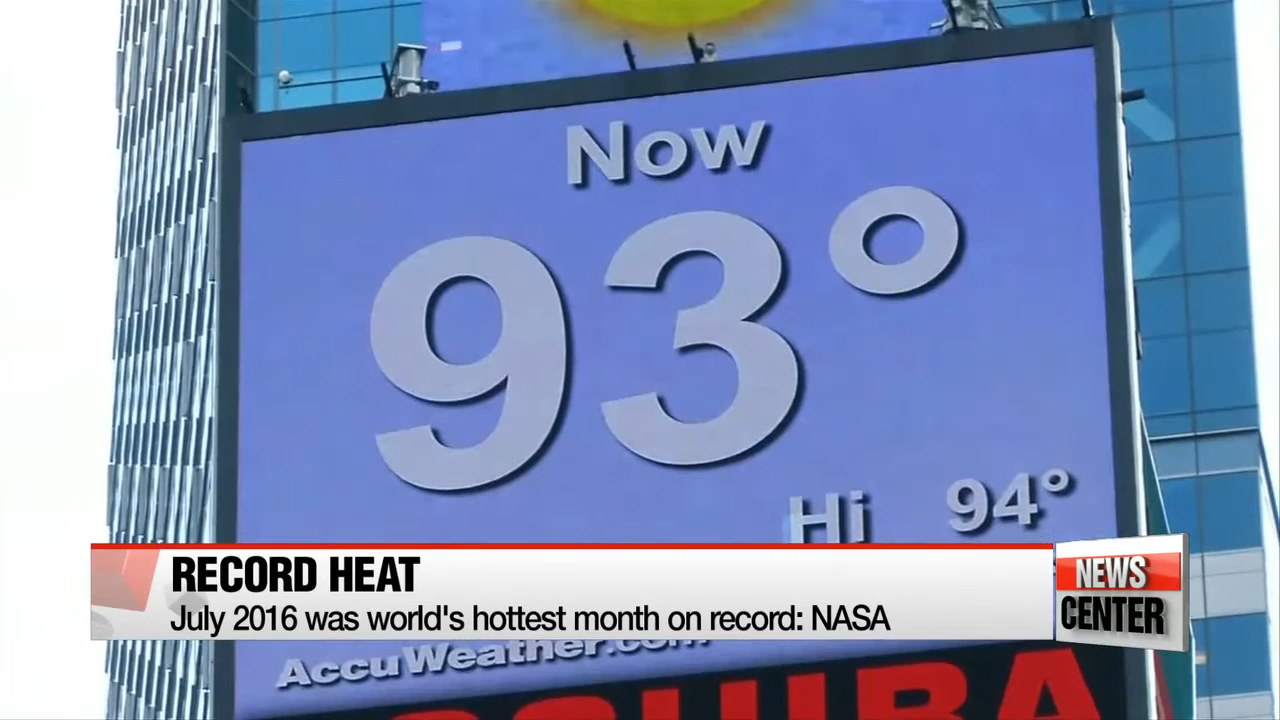 Now
93°
Hi 94°
RECORD HEAT
July 2016 was world's hottest month on record: NASA
NEWS
CENTER
AccuWeather.com
TOSHIBA